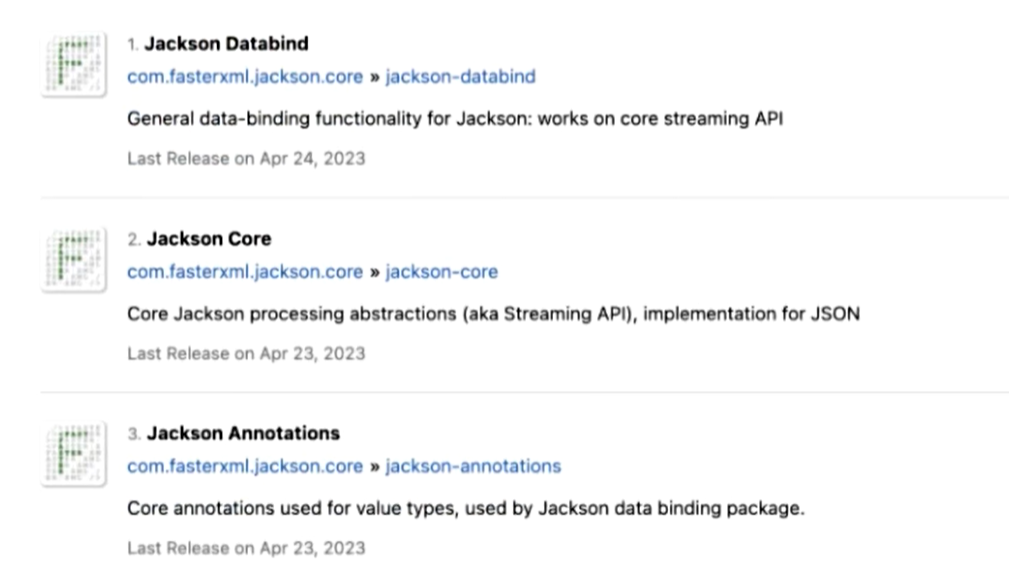 1. Jackson Databind
com.fasterxml.jackson.core » jackson-databind
General data-binding functionality for Jackson: works on core streaming API
Last Release on Apr 24, 2023
2. Jackson Core
com.fasterxml.jackson.core » jackson-core
Core Jackson processing abstractions (aka Streaming API), implementation for JSON
Last Release on Apr 23, 2023
3. Jackson Annotations
com.fasterxml.jackson.core » jackson-annotations
Core annotations used for value types, used by Jackson data binding package.
Last Release on Apr 23, 2023